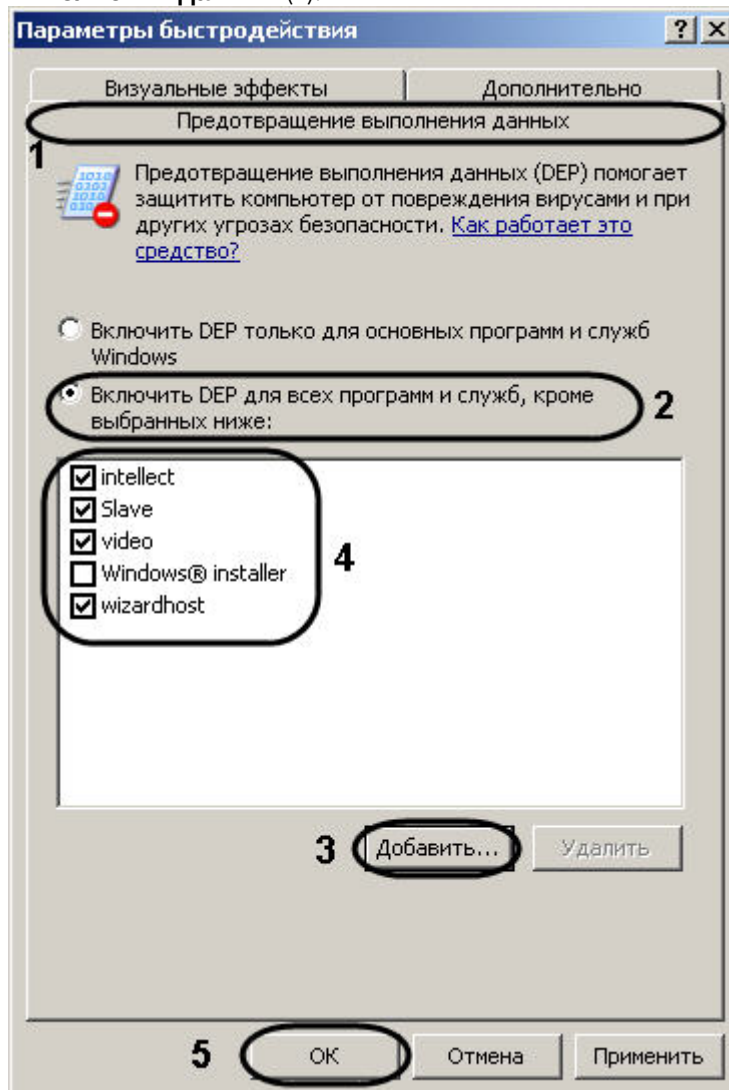 Параметры быстродействия
Визуальные эффекты
Дополнительно
Предотвращение выполнения данных
1
Предотвращение выполнения данных (DEP) помогает
защитить компьютер от повреждения вирусами и при
других угрозах безопасности. Как работает это
средство?
Включить DEP только для основных программ и служб
Windows
Включить DEP для всех программ и служб, кроме
выбранных ниже:
2
intellect
Slave
video
Windows® installer
wizardhost
4
3
Добавить...
Удалить
5
ОК
Отмена
Применить